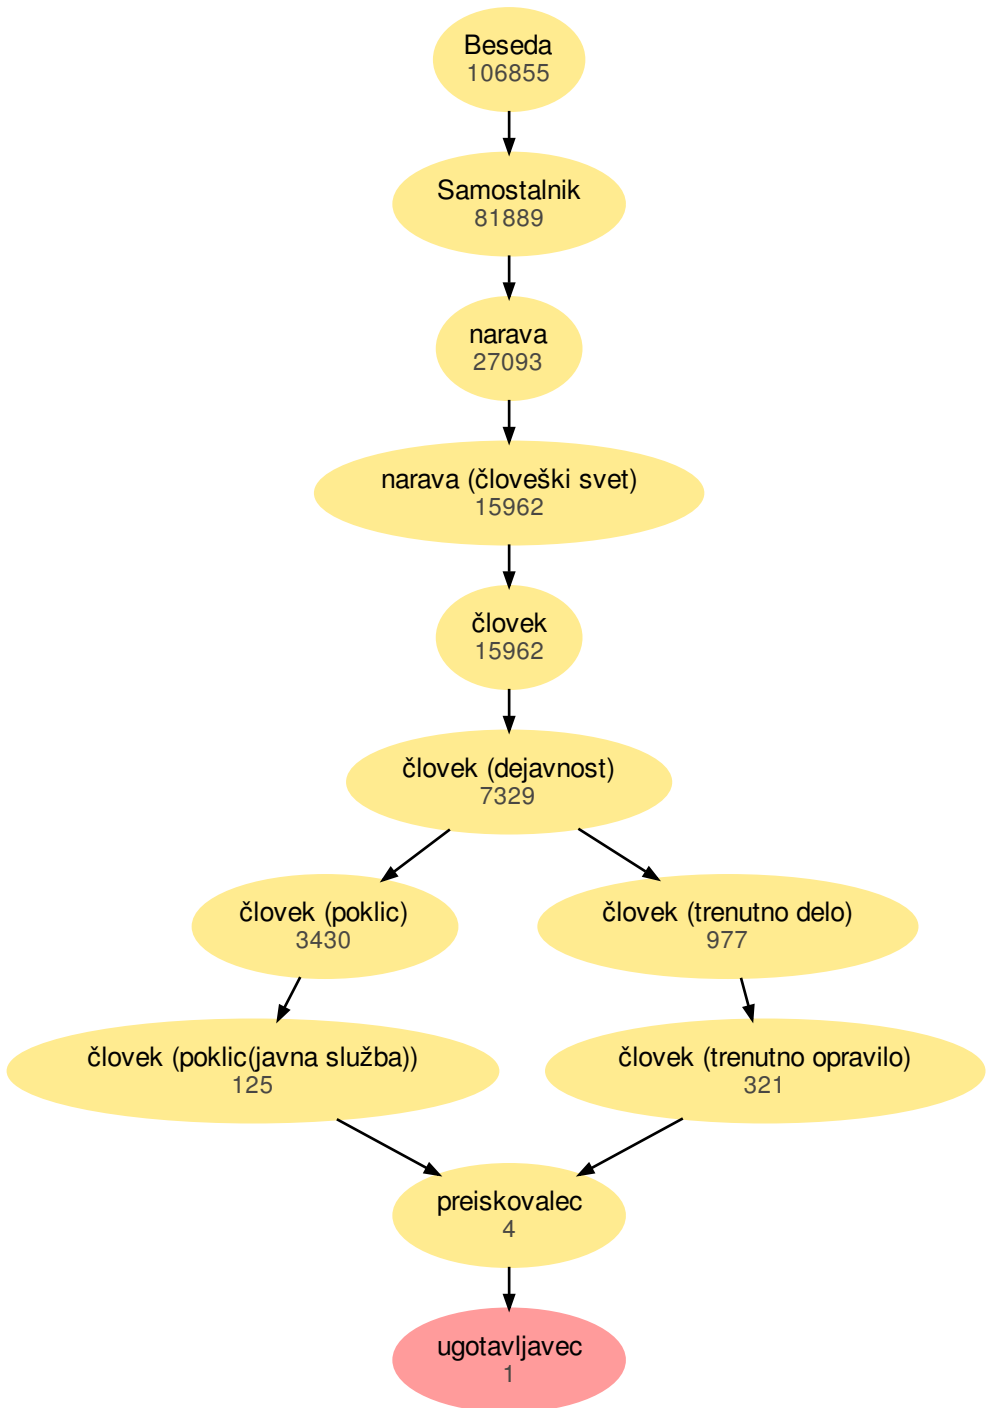 Beseda
106855
Samostalnik
81889
narava
27093
narava (človeški svet)
15962
človek
15962
človek (dejavnost)
7329
človek (poklic)
3430
človek (trenutno delo)
977
človek (poklic(javna služba))
125
človek (trenutno opravilo)
321
preiskovalec
4
ugotavljavec
1